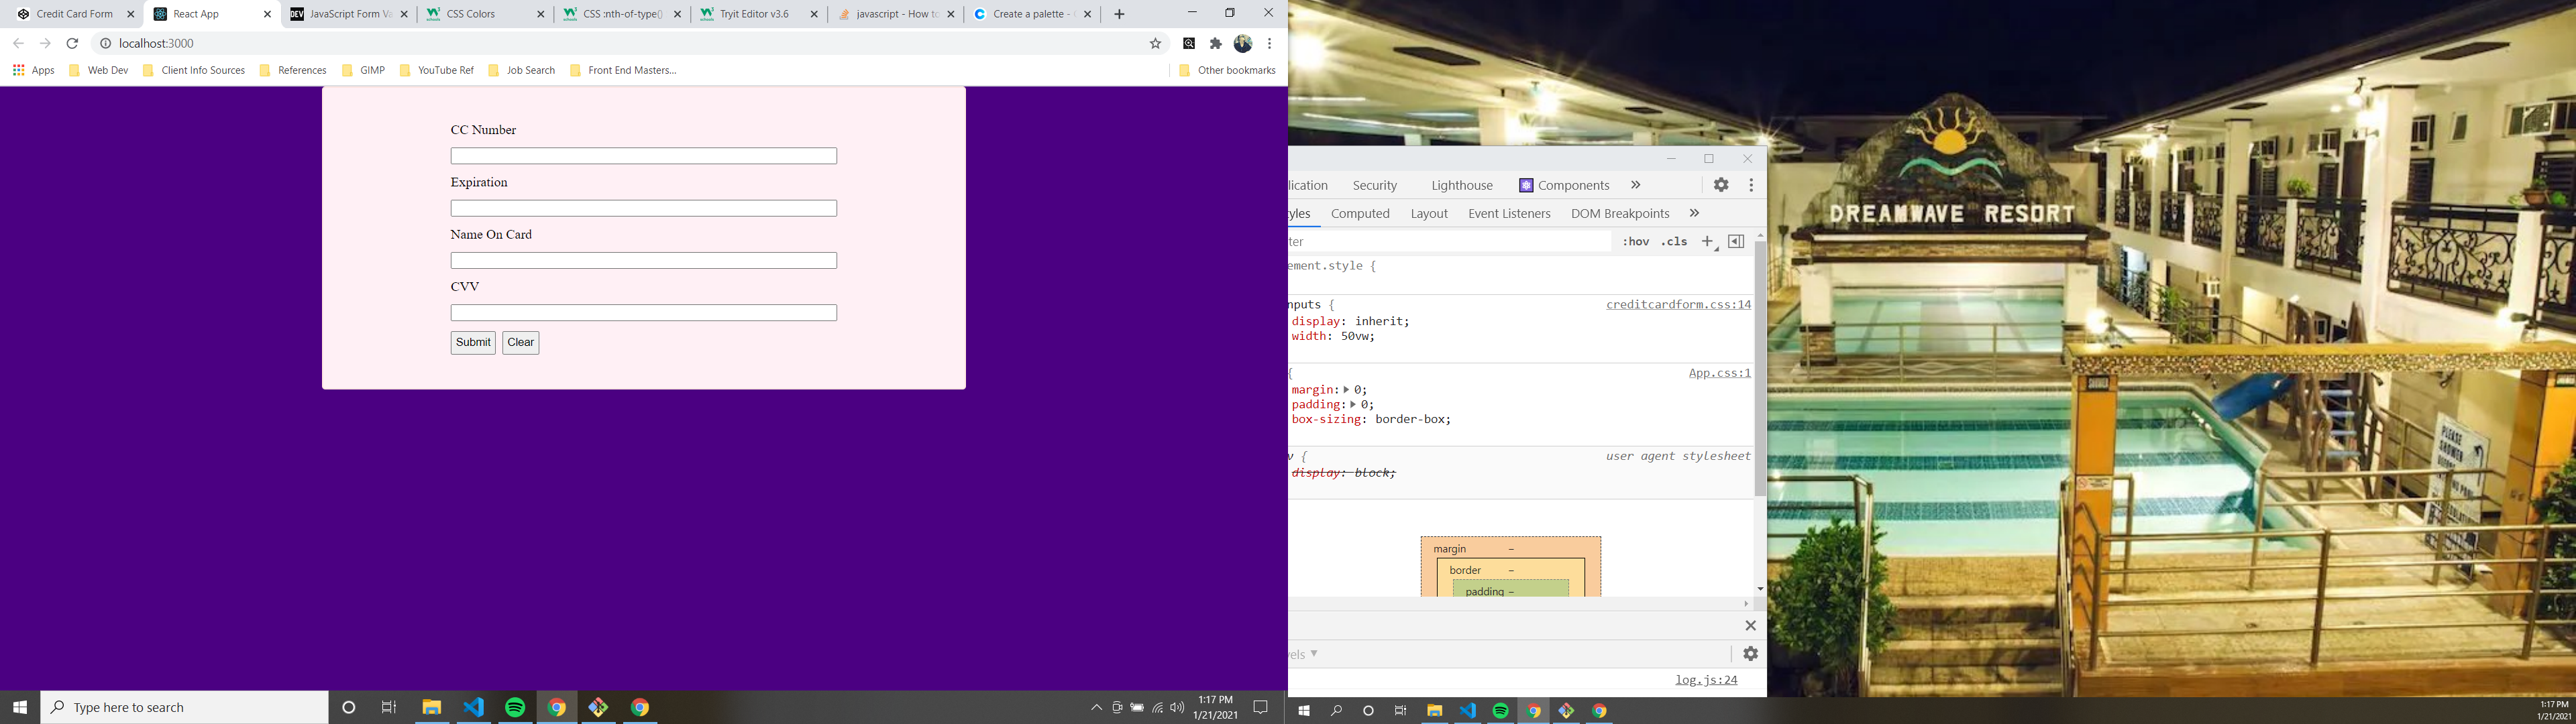 Credit Card Form
React App
JavaScript Form Va
CSS Colors
CSS :nth-of-type()
Tryit Editor v3.6
javascript - How to
Create a palette -
localhost:3000
Apps
Web Dev
Client Info Sources
References
GIMP
YouTube Ref
Job Search
Front End Masters...
Other bookmarks
CC Number
Expiration
Name On Card
CVV
Submit
Clear
Type here to search
1:17 PM
1/21/2021
lication
Security
Lighthouse
Components
yles
Computed
Layout
Event Listeners
DOM Breakpoints
ter
:hov
.cls
ement.style {
nputs {
creditcardform.css:14
display: inherit;
width: 50vw;
{
App.css:1
margin: 0;
padding: 0;
box-sizing: border-box;
v {
user agent stylesheet
display: block;
margin
–
border
–
padding
–
vels
log.js:24
DREAMWAVE RESORT
PLEASE
SHOWER
BEFORE
1:17 PM
1/21/2021